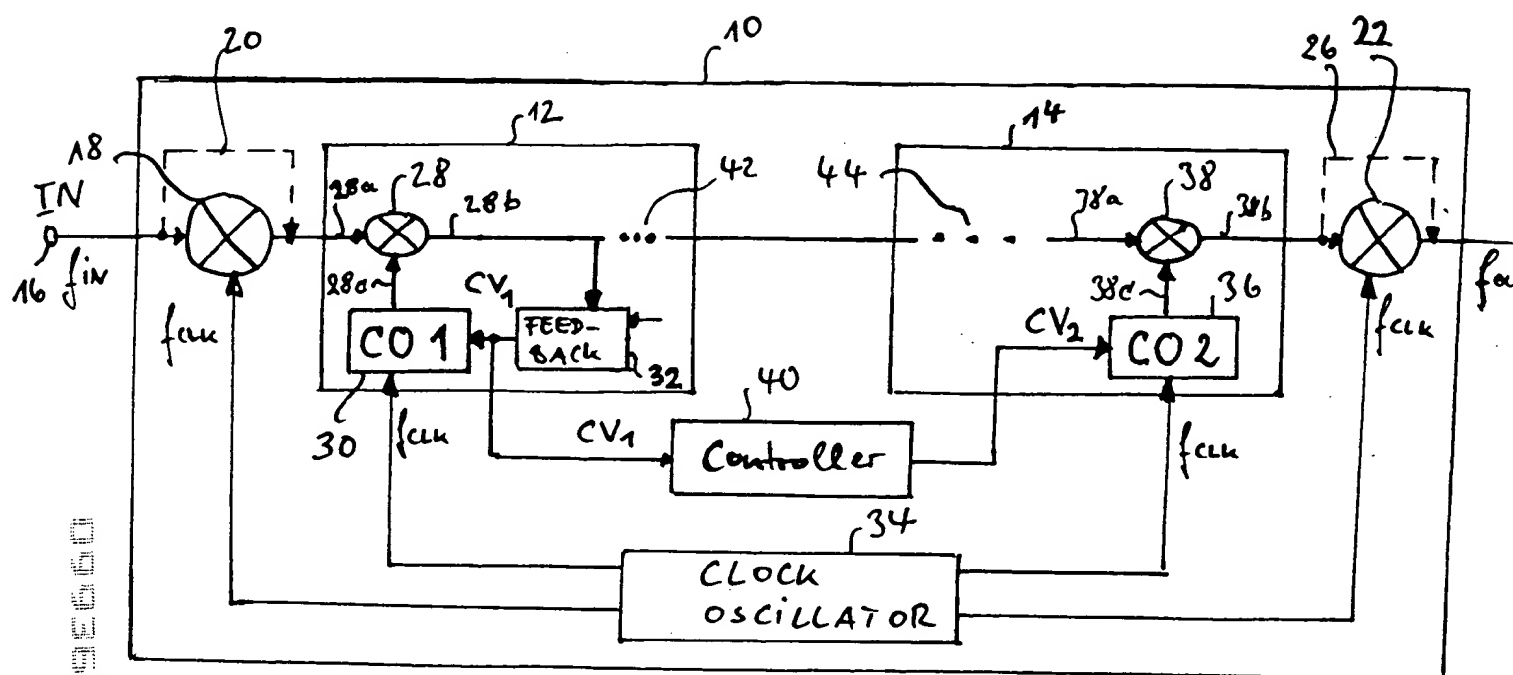 20
10
26
22
18
12
14
IN
28a
28
28b
42
44
38a
38
38b
16
fIN
28c
CV1
38c
36
fCLK
CO 1
FEED-
BACK
32
CV2
CO 2
fCLK
30
fCLK
CV1
40
Controller
fCLK
34
CLOCK
OSCILLATOR